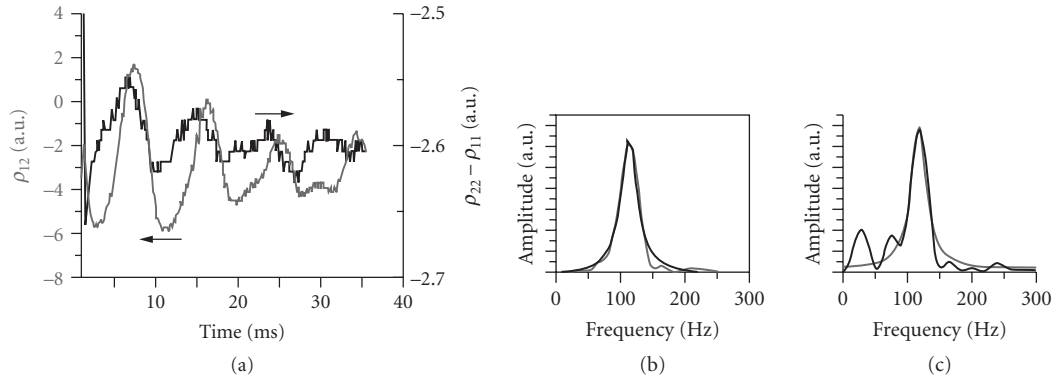 4
2
0
−2
−4
−6
−8
ρ12 (a.u.)
−2.5
−2.6
−2.7
ρ22 − ρ11 (a.u.)
10
20
30
40
Time (ms)
(a)
Amplitude (a.u.)
0
100
200
300
Frequency (Hz)
(b)
Amplitude (a.u.)
0
100
200
300
Frequency (Hz)
(c)